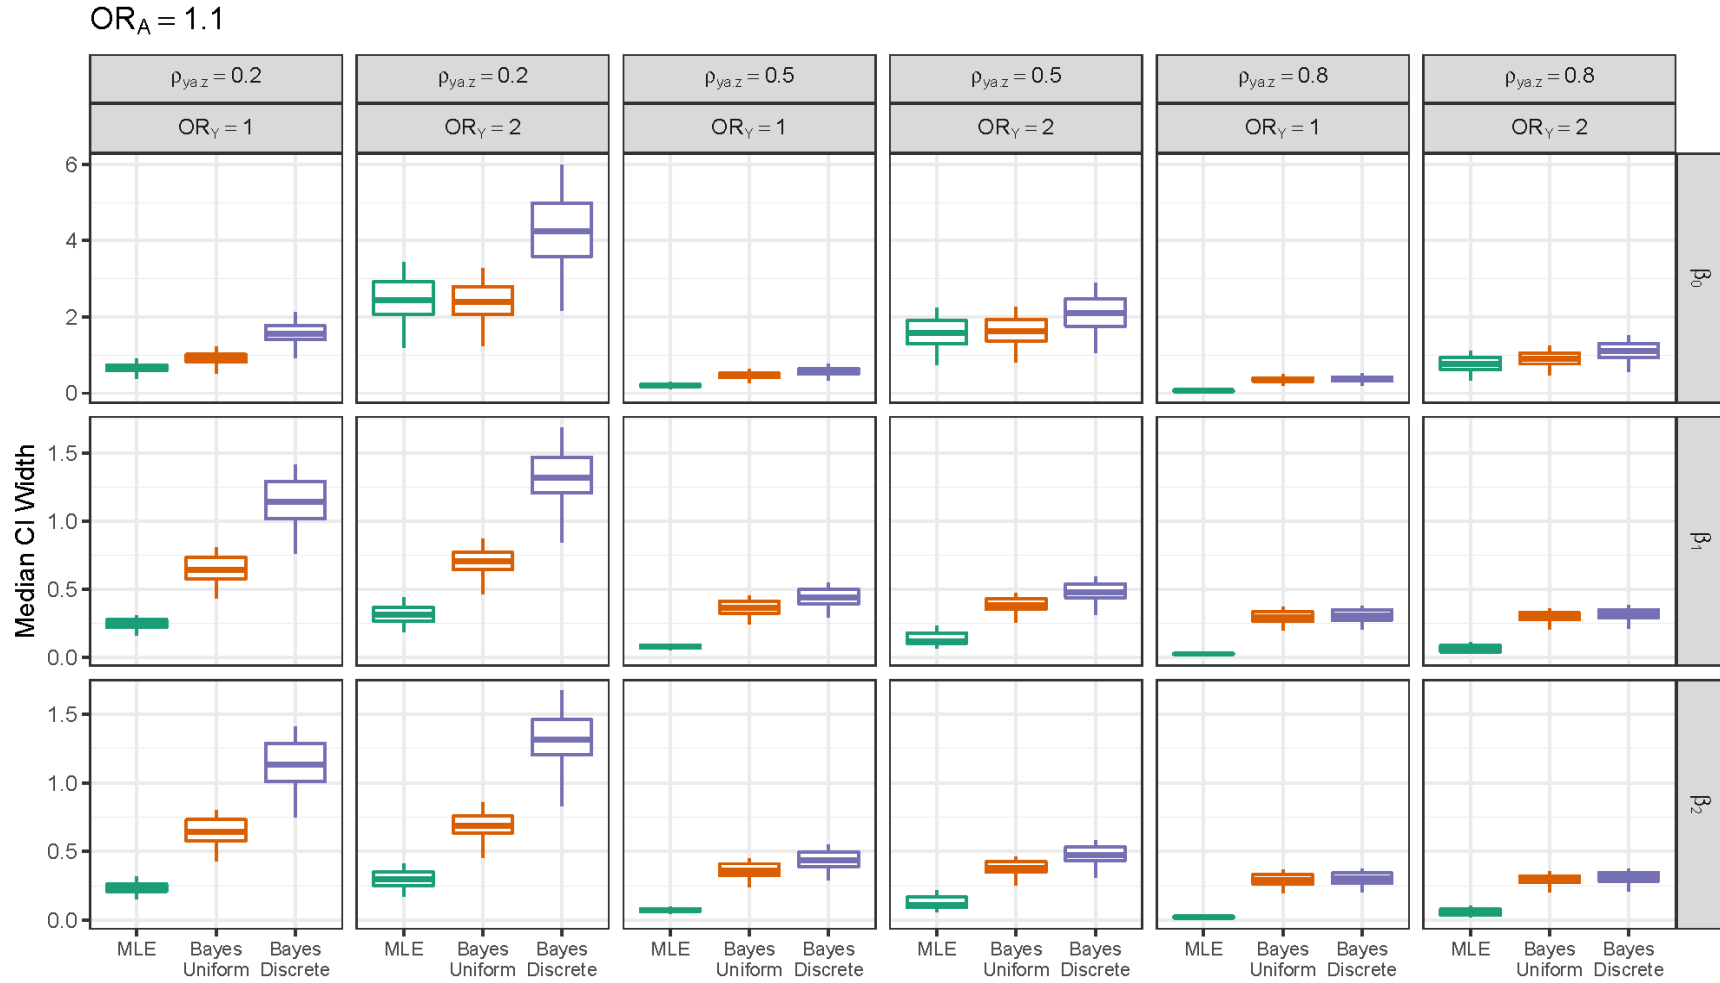 OR_A = 1.1
ρ_ya.z = 0.2 ρ_ya.z = 0.2 ρ_ya.z = 0.5 ρ_ya.z = 0.5 ρ_ya.z = 0.8 ρ_ya.z = 0.8
OR_Y = 1 OR_Y = 2 OR_Y = 1 OR_Y = 2 OR_Y = 1 OR_Y = 2
Median CI Width
6
4
2
0
β_0
1.5
1.0
0.5
0.0
β_1
1.5
1.0
0.5
0.0
β_2
MLE Bayes Bayes MLE Bayes Bayes MLE Bayes Bayes MLE Bayes Bayes MLE Bayes Bayes MLE Bayes Bayes
Uniform Discrete Uniform Discrete Uniform Discrete Uniform Discrete Uniform Discrete Uniform Discrete